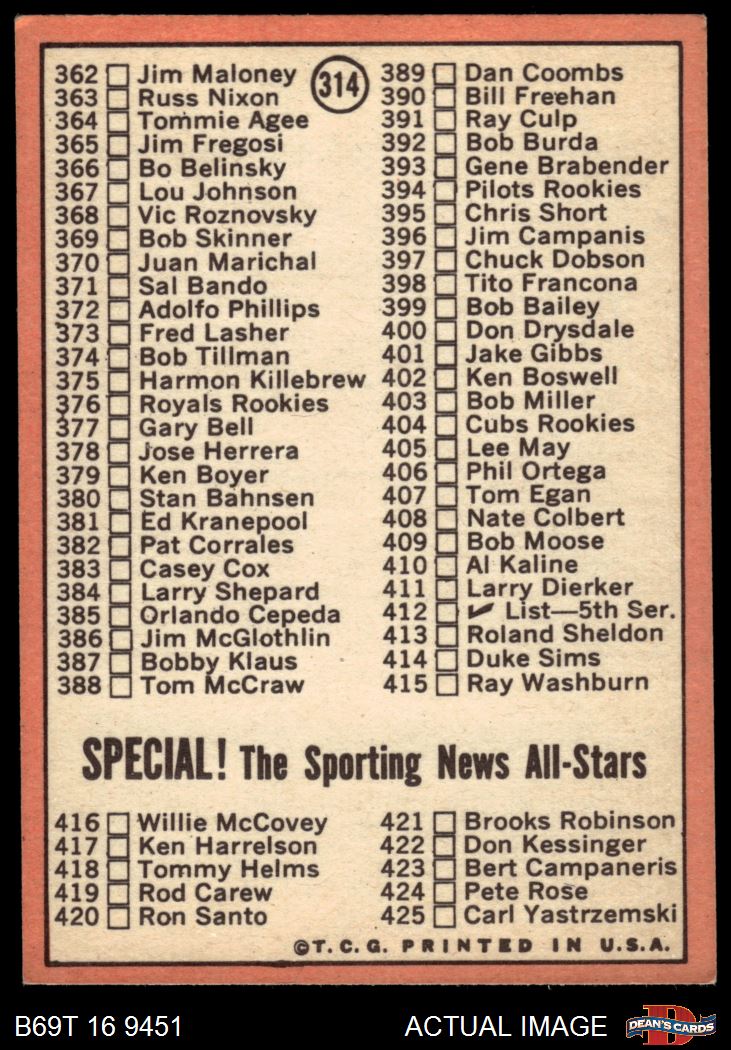 314
362 Jim Maloney
363 Russ Nixon
364 Tommie Agee
365 Jim Fregosi
366 Bo Belinsky
367 Lou Johnson
368 Vic Roznovsky
369 Bob Skinner
370 Juan Marichal
371 Sal Bando
372 Adolfo Phillips
373 Fred Lasher
374 Bob Tillman
375 Harmon Killebrew
376 Royals Rookies
377 Gary Bell
378 Jose Herrera
379 Ken Boyer
380 Stan Bahnsen
381 Ed Kranepool
382 Pat Corrales
383 Casey Cox
384 Larry Shepard
385 Orlando Cepeda
386 Jim McGlothlin
387 Bobby Klaus
388 Tom McCraw
389 Dan Coombs
390 Bill Freehan
391 Ray Culp
392 Bob Burda
393 Gene Brabender
394 Pilots Rookies
395 Chris Short
396 Jim Campanis
397 Chuck Dobson
398 Tito Francona
399 Bob Bailey
400 Don Drysdale
401 Jake Gibbs
402 Ken Boswell
403 Bob Miller
404 Cubs Rookies
405 Lee May
406 Phil Ortega
407 Tom Egan
408 Nate Colbert
409 Bob Moose
410 Al Kaline
411 Larry Dierker
412 ✔ List—5th Ser.
413 Roland Sheldon
414 Duke Sims
415 Ray Washburn
SPECIAL! The Sporting News All-Stars
416 Willie McCovey
417 Ken Harrelson
418 Tommy Helms
419 Rod Carew
420 Ron Santo
421 Brooks Robinson
422 Don Kessinger
423 Bert Campaneris
424 Pete Rose
425 Carl Yastrzemski
©T.C.G. PRINTED IN U.S.A.
B69T 16 9451
ACTUAL IMAGE
DEAN'S CARDS